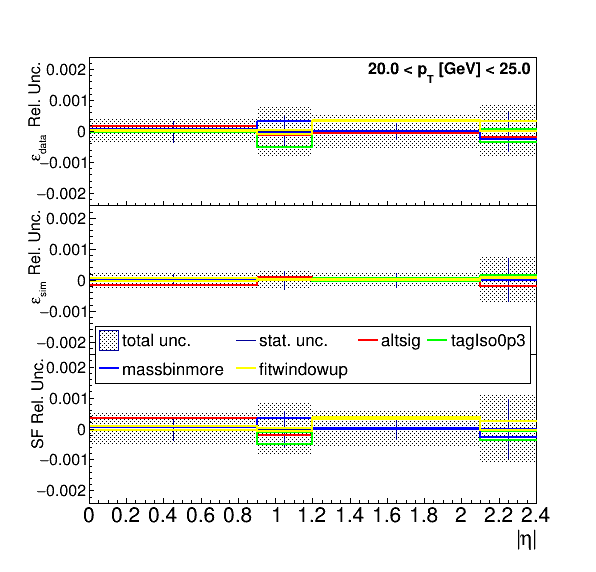 20.0 < pT [GeV] < 25.0
εdata Rel. Unc.
0.002
0.001
0
−0.001
−0.002
εsim Rel. Unc.
0.002
0.001
0
−0.001
−0.002
total unc. stat. unc. altsig tagIso0p3
massbinmore fitwindowup
SF Rel. Unc.
0.002
0.001
0
−0.001
−0.002
0 0.2 0.4 0.6 0.8 1 1.2 1.4 1.6 1.8 2 2.2 2.4
|η|